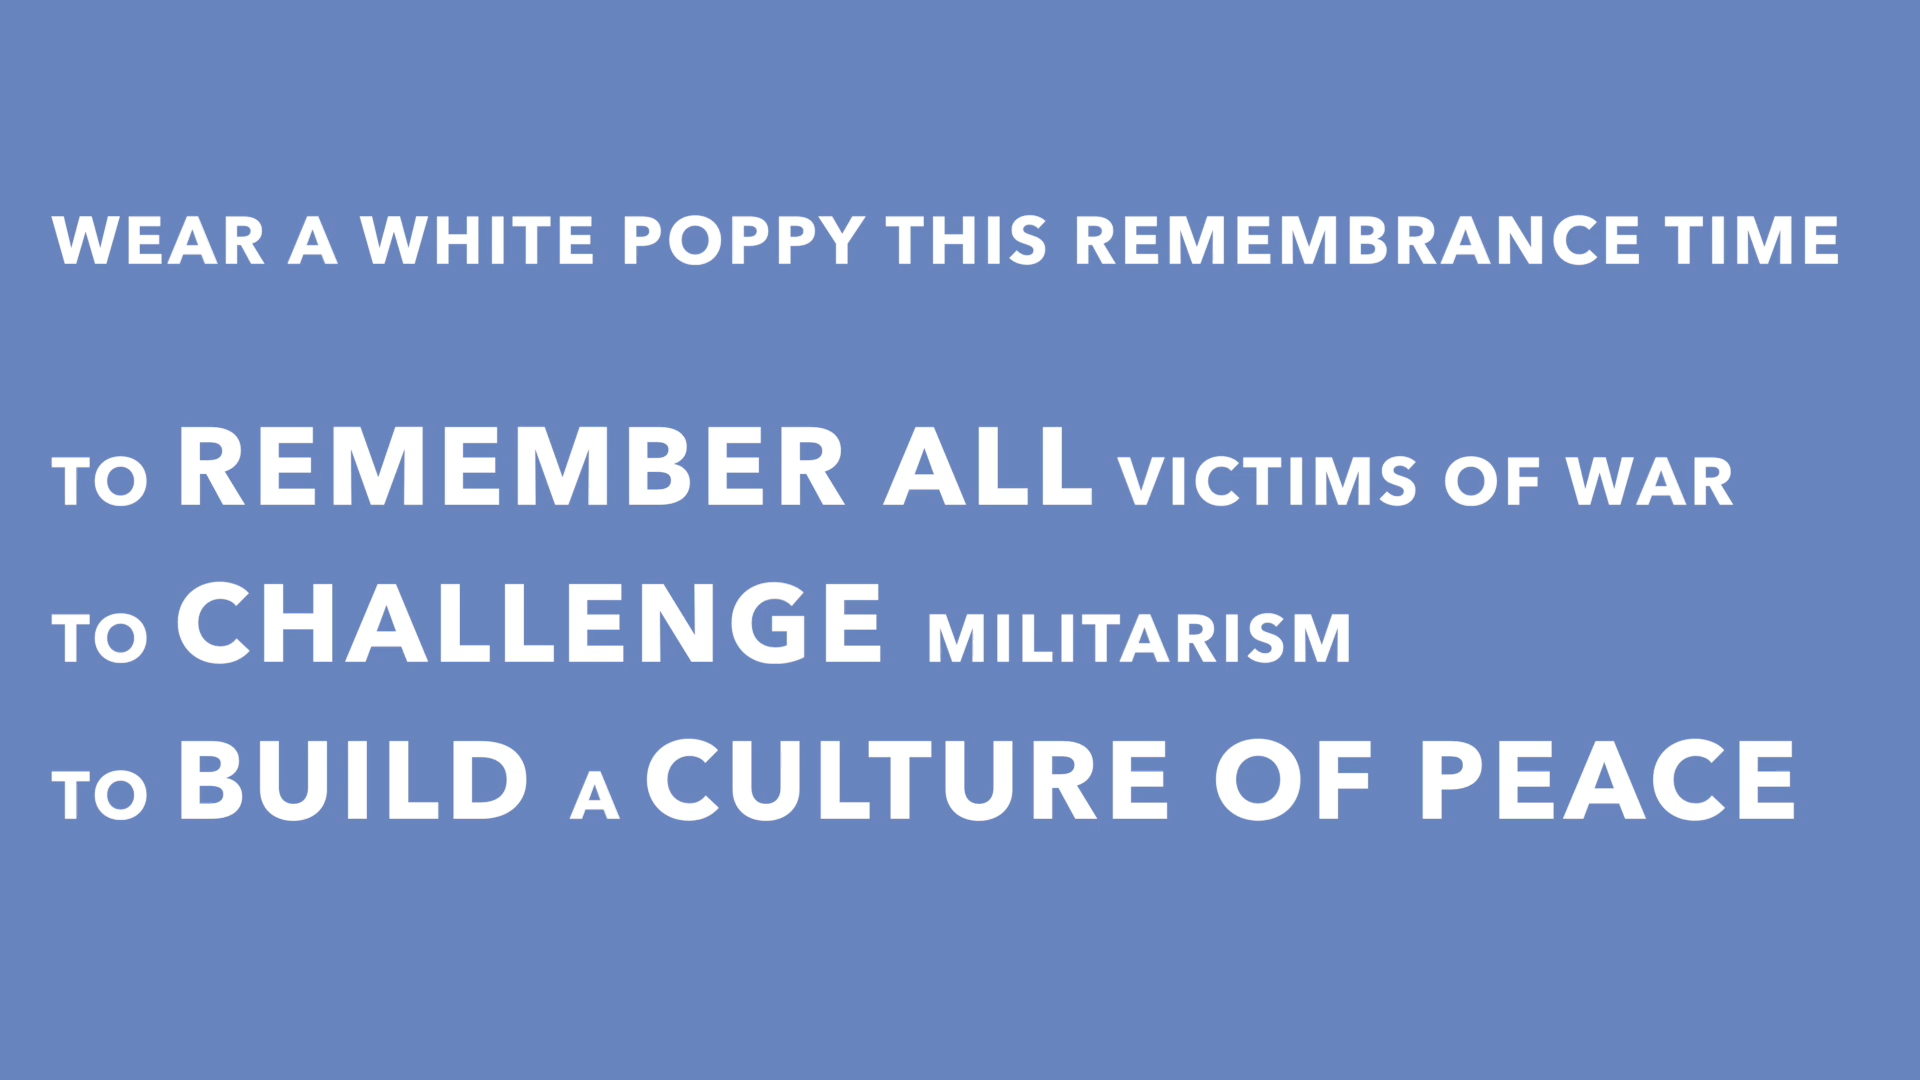 WEAR A WHITE POPPY THIS REMEMBRANCE TIME
TO REMEMBER ALL VICTIMS OF WAR
TO CHALLENGE MILITARISM
TO BUILD A CULTURE OF PEACE